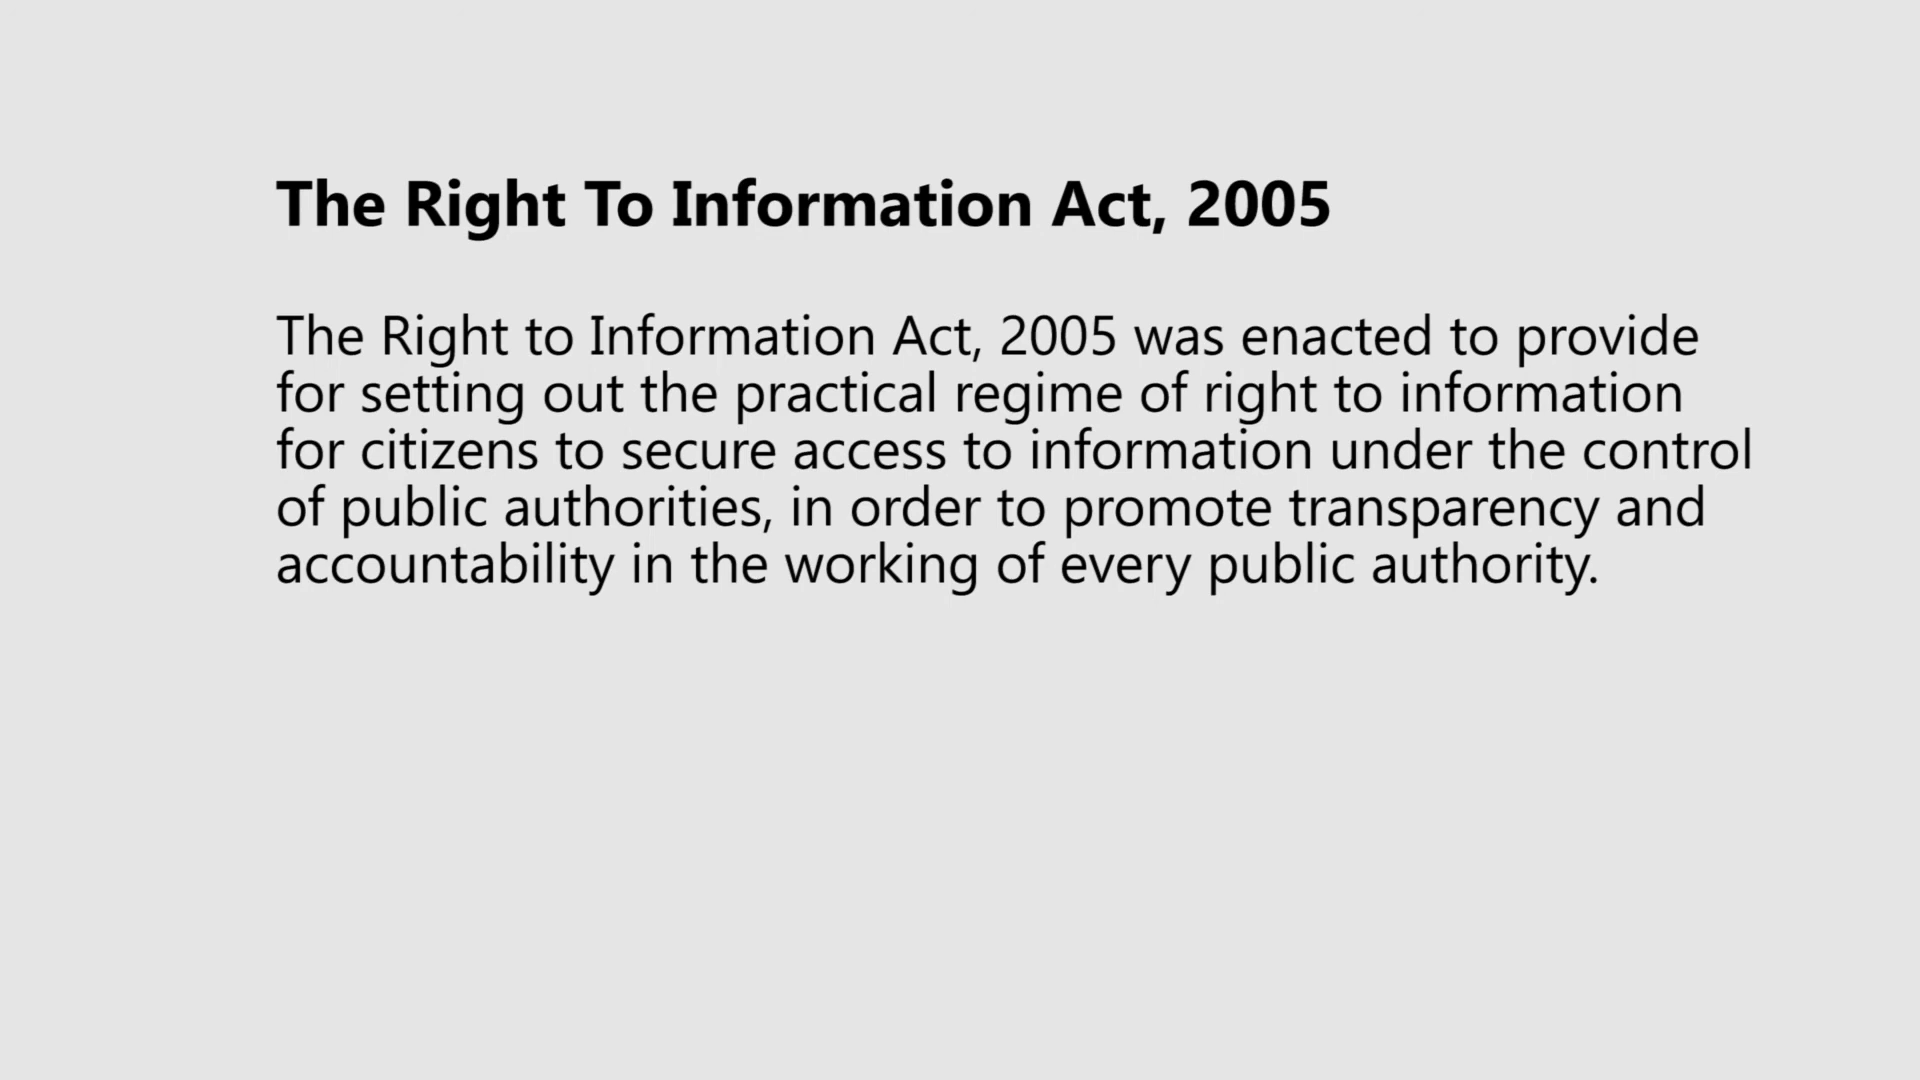 The Right To Information Act, 2005
The Right to Information Act, 2005 was enacted to provide
for setting out the practical regime of right to information
for citizens to secure access to information under the control
of public authorities, in order to promote transparency and
accountability in the working of every public authority.